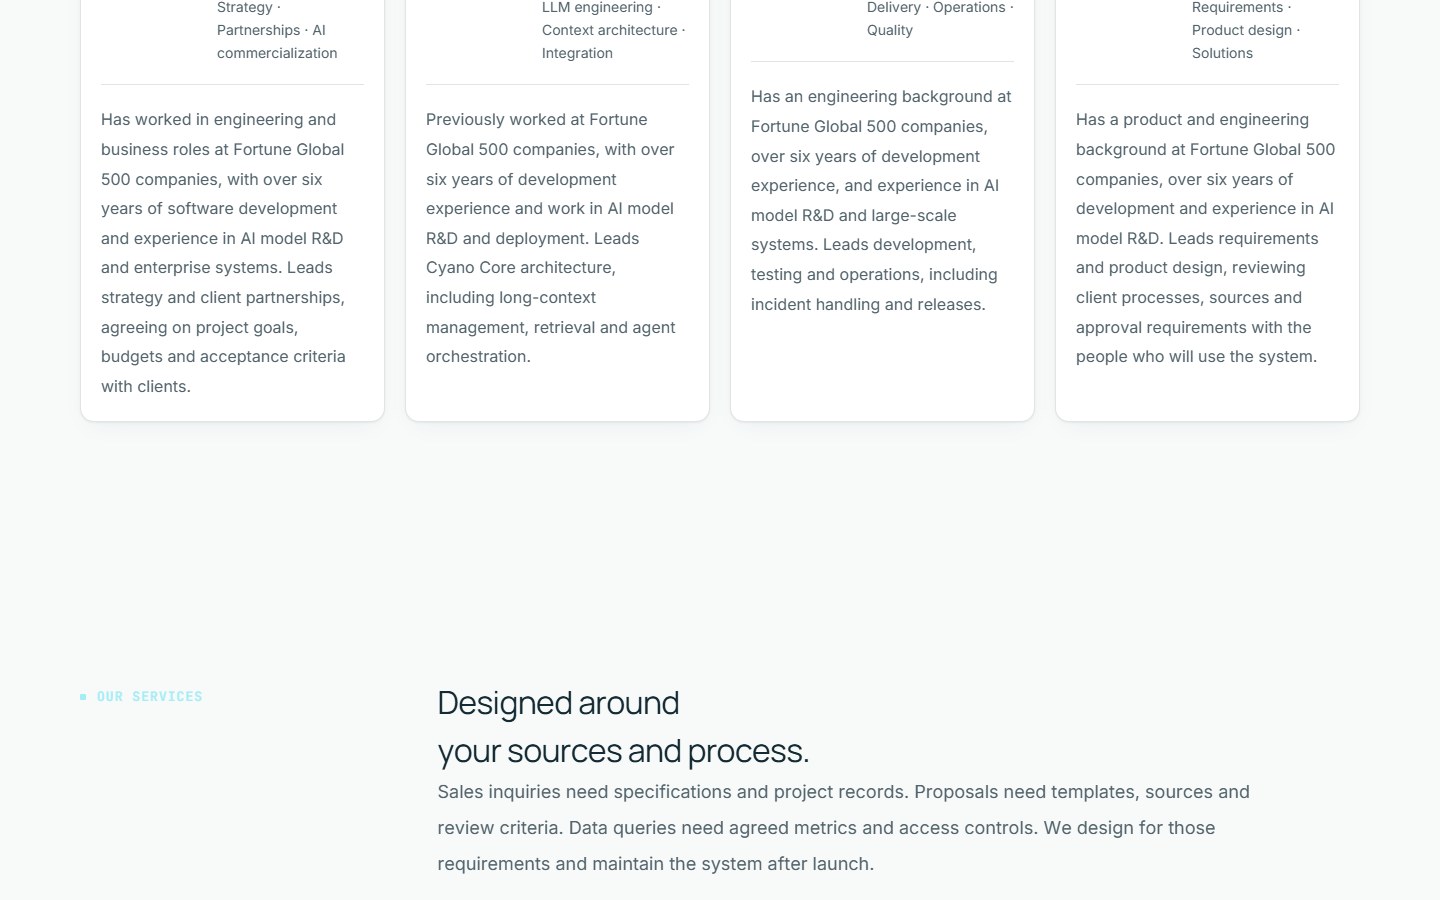 Strategy ·
Partnerships · AI
commercialization
Has worked in engineering and
business roles at Fortune Global
500 companies, with over six
years of software development
and experience in AI model R&D
and enterprise systems. Leads
strategy and client partnerships,
agreeing on project goals,
budgets and acceptance criteria
with clients.
LLM engineering ·
Context architecture ·
Integration
Previously worked at Fortune
Global 500 companies, with over
six years of development
experience and work in AI model
R&D and deployment. Leads
Cyano Core architecture,
including long-context
management, retrieval and agent
orchestration.
Delivery · Operations ·
Quality
Has an engineering background at
Fortune Global 500 companies,
over six years of development
experience, and experience in AI
model R&D and large-scale
systems. Leads development,
testing and operations, including
incident handling and releases.
Requirements ·
Product design ·
Solutions
Has a product and engineering
background at Fortune Global 500
companies, over six years of
development and experience in AI
model R&D. Leads requirements
and product design, reviewing
client processes, sources and
approval requirements with the
people who will use the system.
OUR SERVICES
Designed around
your sources and process.
Sales inquiries need specifications and project records. Proposals need templates, sources and
review criteria. Data queries need agreed metrics and access controls. We design for those
requirements and maintain the system after launch.